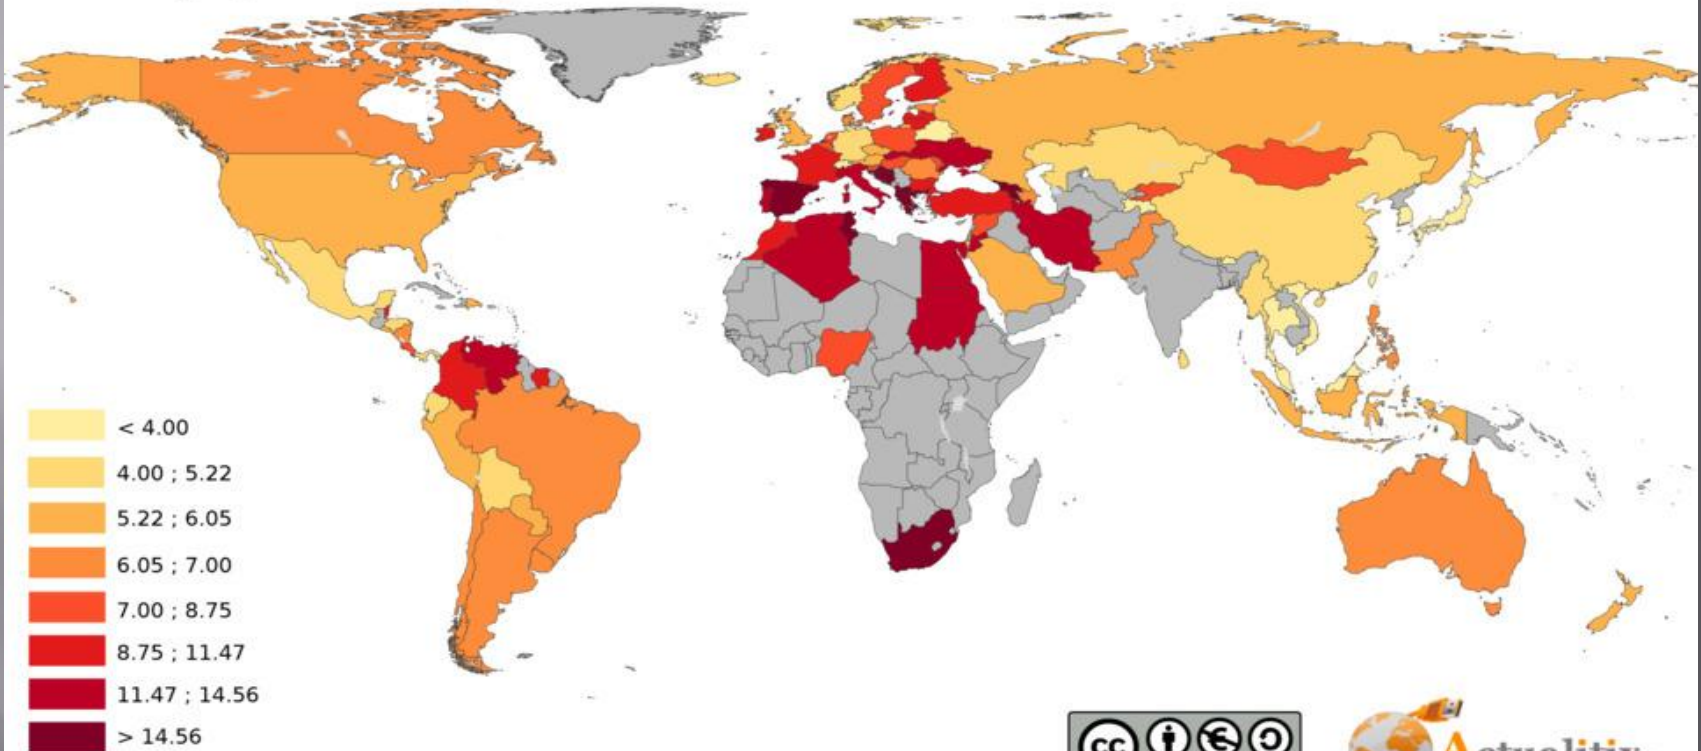 < 4.00
4.00 ; 5.22
5.22 ; 6.05
6.05 ; 7.00
7.00 ; 8.75
8.75 ; 11.47
11.47 ; 14.56
> 14.56
cc